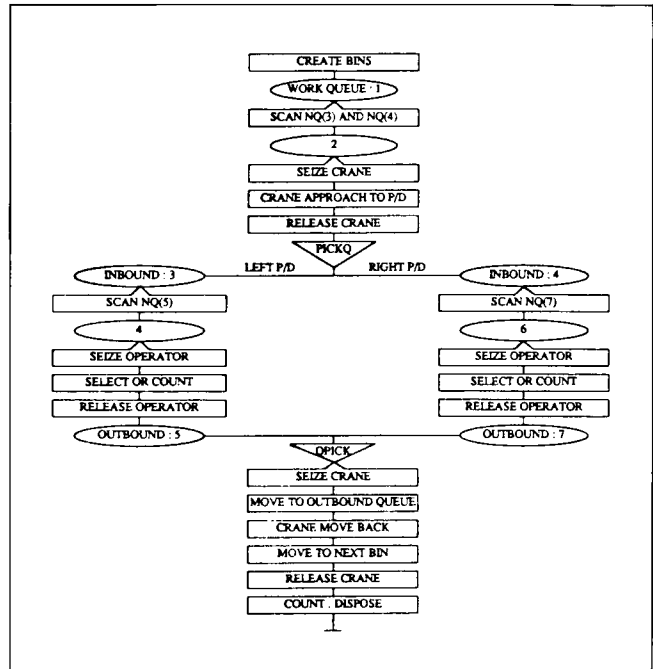 CREATE BINS
WORK QUEUE : 1
SCAN NQ(3) AND NQ(4)
2
SEIZE CRANE
CRANE APPROACH TO P/D
RELEASE CRANE
PICKQ
LEFT P/D
RIGHT P/D
INBOUND : 3
SCAN NQ(5)
4
SEIZE OPERATOR
SELECT OR COUNT
RELEASE OPERATOR
OUTBOUND : 5
INBOUND : 4
SCAN NQ(7)
6
SEIZE OPERATOR
SELECT OR COUNT
RELEASE OPERATOR
OUTBOUND : 7
QPICK
SEIZE CRANE
MOVE TO OUTBOUND QUEUE
CRANE MOVE BACK
MOVE TO NEXT BIN
RELEASE CRANE
COUNT . DISPOSE